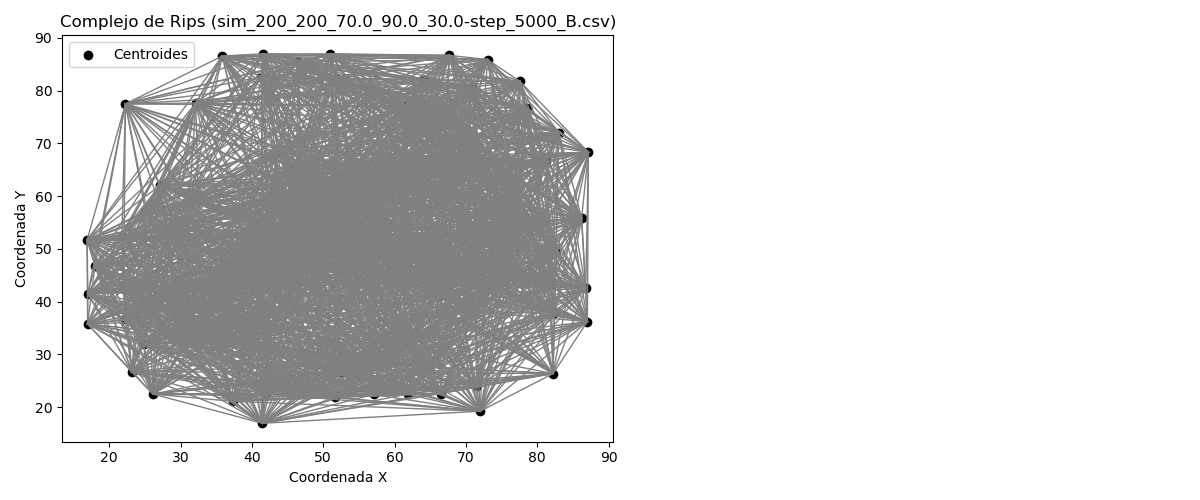 Complejo de Rips (sim_200_200_70.0_90.0_30.0-step_5000_B.csv)
Centroides
90
80
70
60
50
40
30
20
Coordenada Y
20 30 40 50 60 70 80 90
Coordenada X